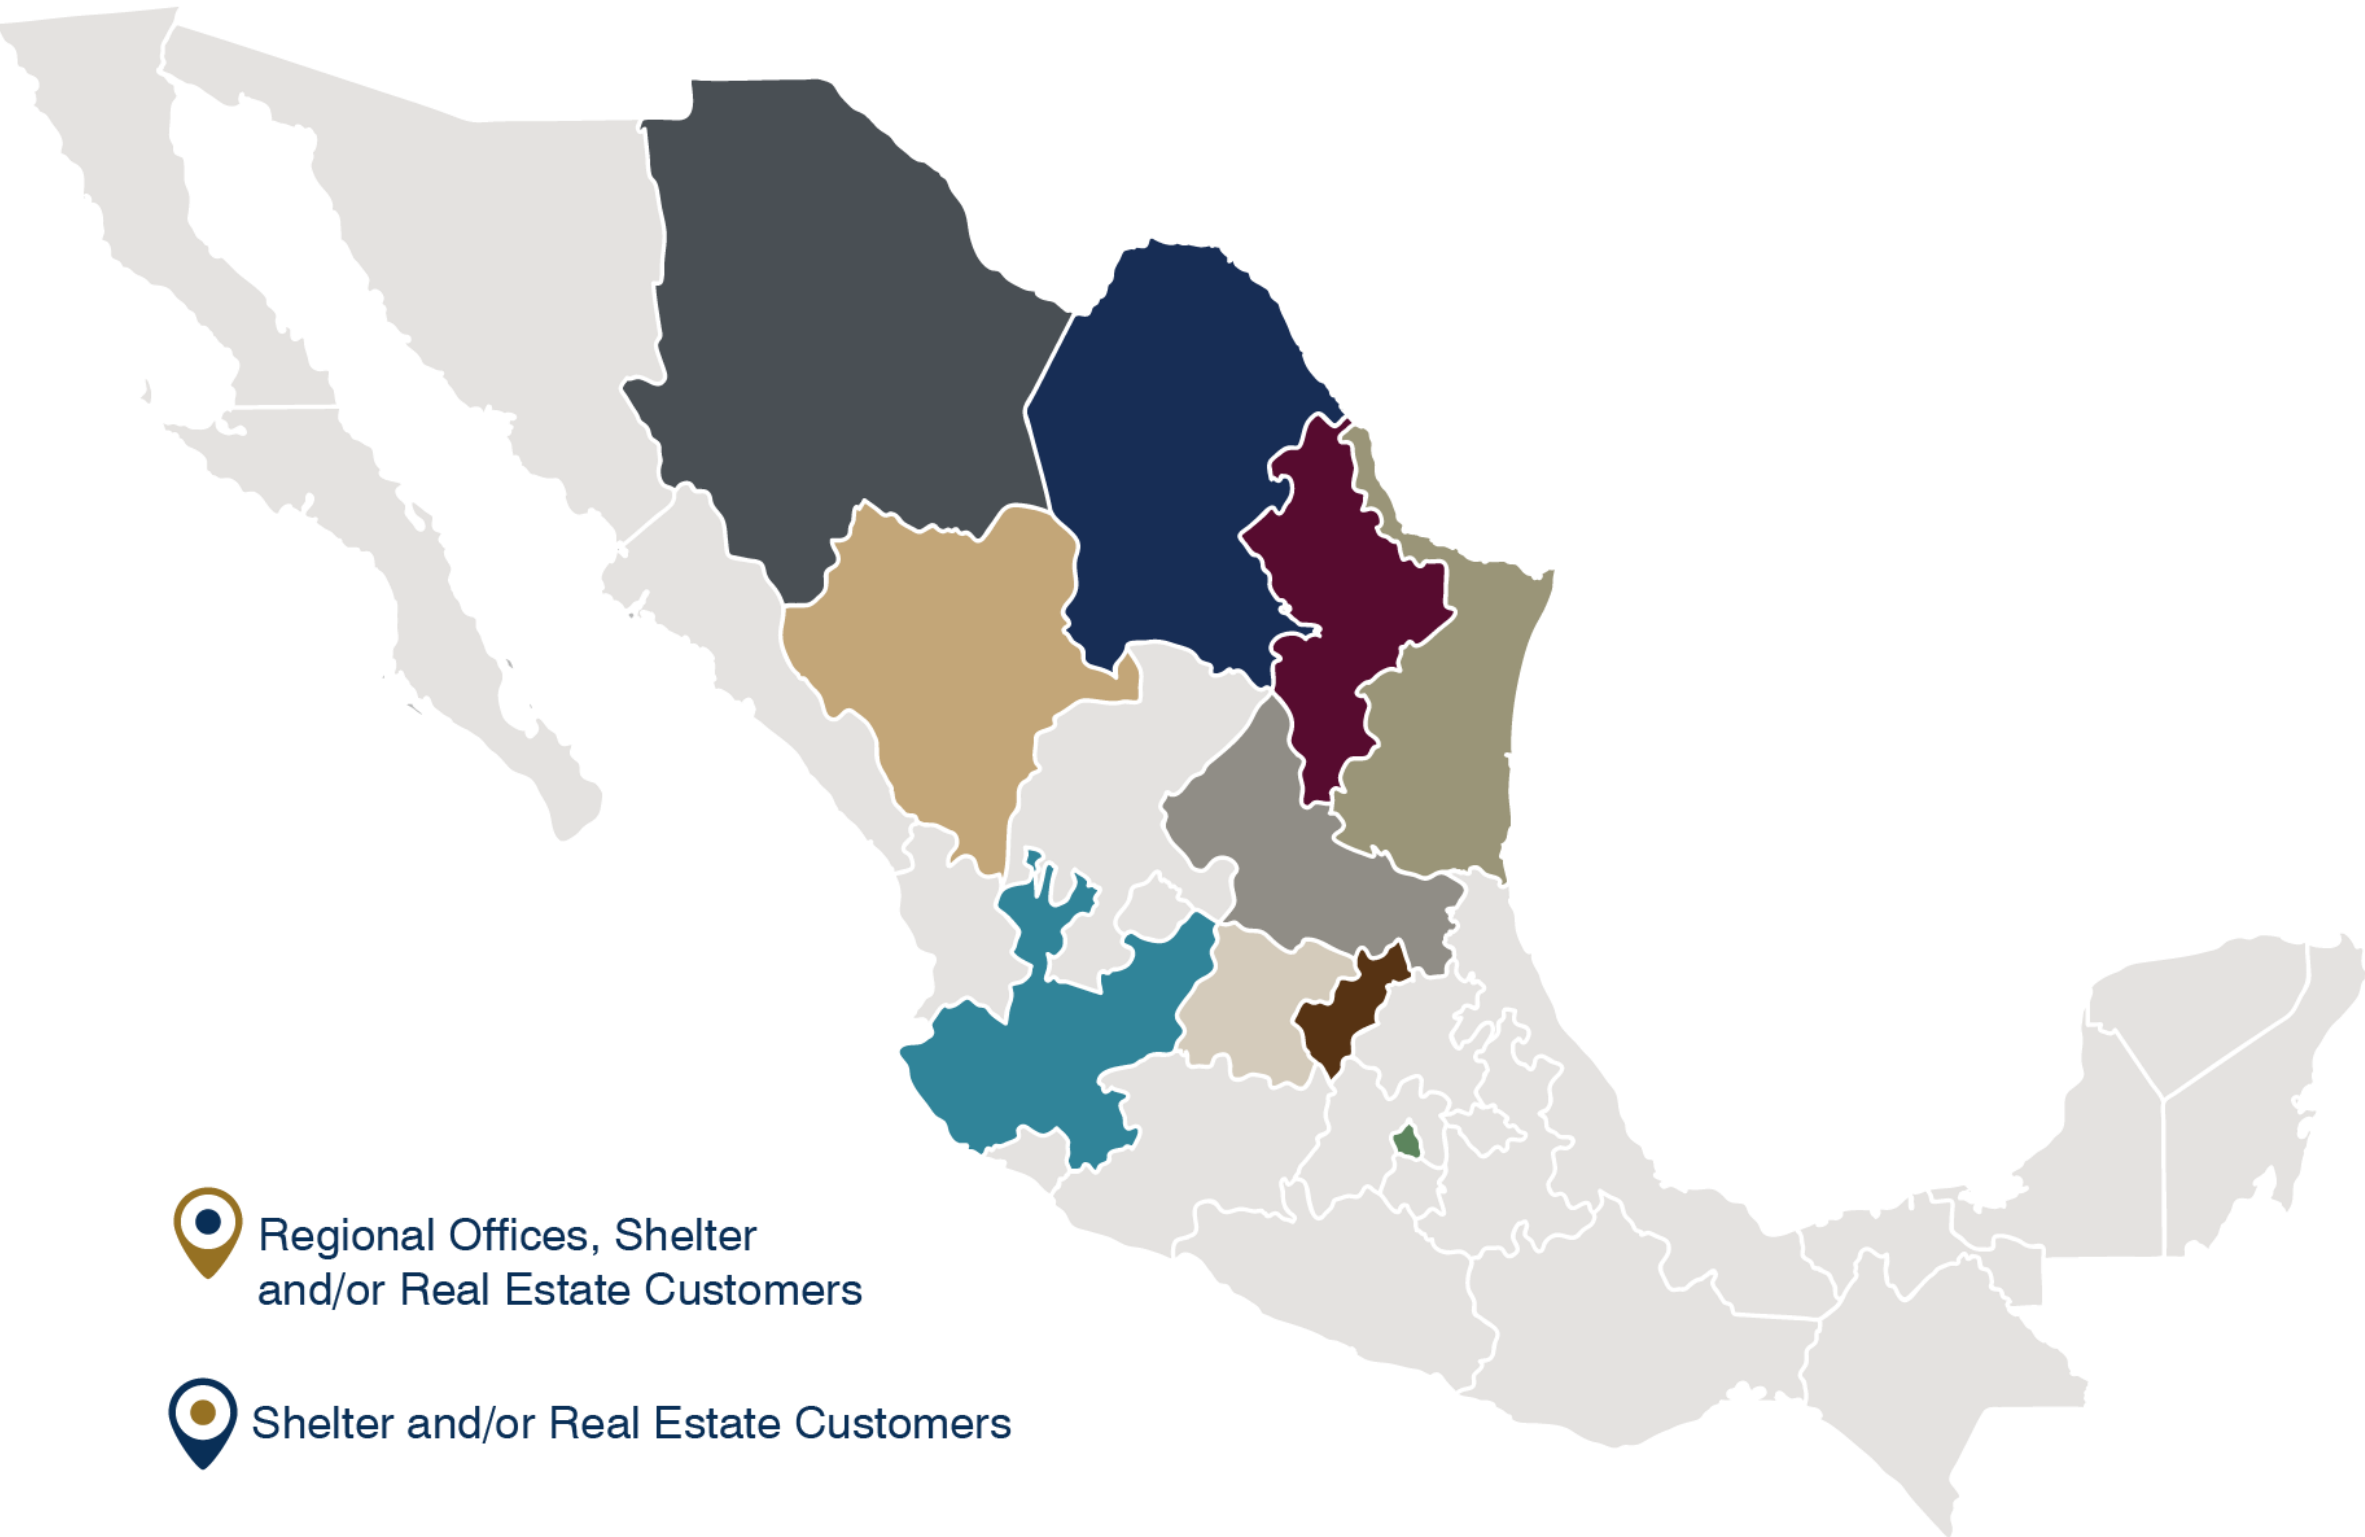 Regional Offices, Shelter
and/or Real Estate Customers
Shelter and/or Real Estate Customers